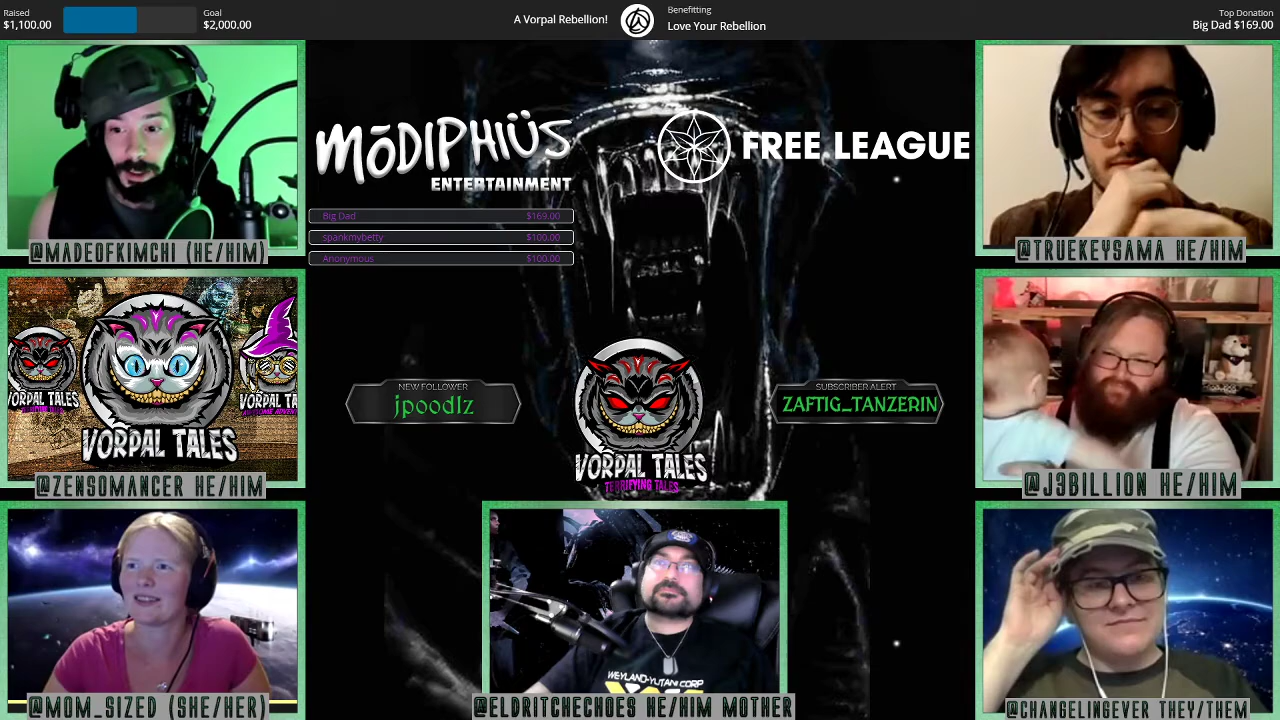 Raised
$1,100.00
Goal
$2,000.00
A Vorpal Rebellion!
Benefitting
Love Your Rebellion
Top Donation
Big Dad $169.00
MŌDIPHIÜS
ENTERTAINMENT
FREE LEAGUE
Big Dad $169.00
spankmybetty $100.00
Anonymous $100.00
@MADEOFKIMCHI (HE/HIM)
@TRUEKEYSAMA HE/HIM
VORPAL TALES
VORPAL TALES
VORPAL TA
@ZENSOMANCER HE/HIM
NEW FOLLOWER
jpoodlz
VORPAL TALES
TERRIFYING TALES
SUBSCRIBER ALERT
ZAFTIG_TANZERIN
@J3BILLION HE/HIM
@MOM_SIZED (SHE/HER)
WEYLAND-YUTANI CORP
@ELDRITCHECHOES HE/HIM MOTHER
@CHANGELINGEVER THEY/THEM